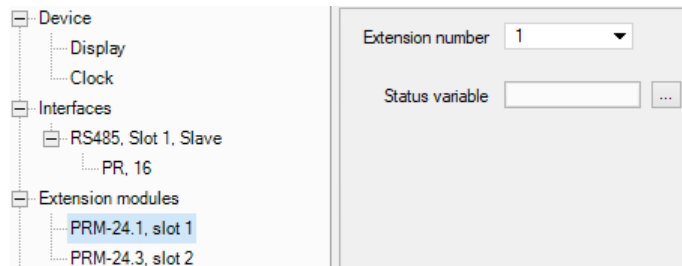 Device
Display
Clock
Interfaces
RS485, Slot 1, Slave
PR, 16
Extension modules
PRM-24.1, slot 1
PRM-24.3, slot 2
Extension number 1
Status variable ...